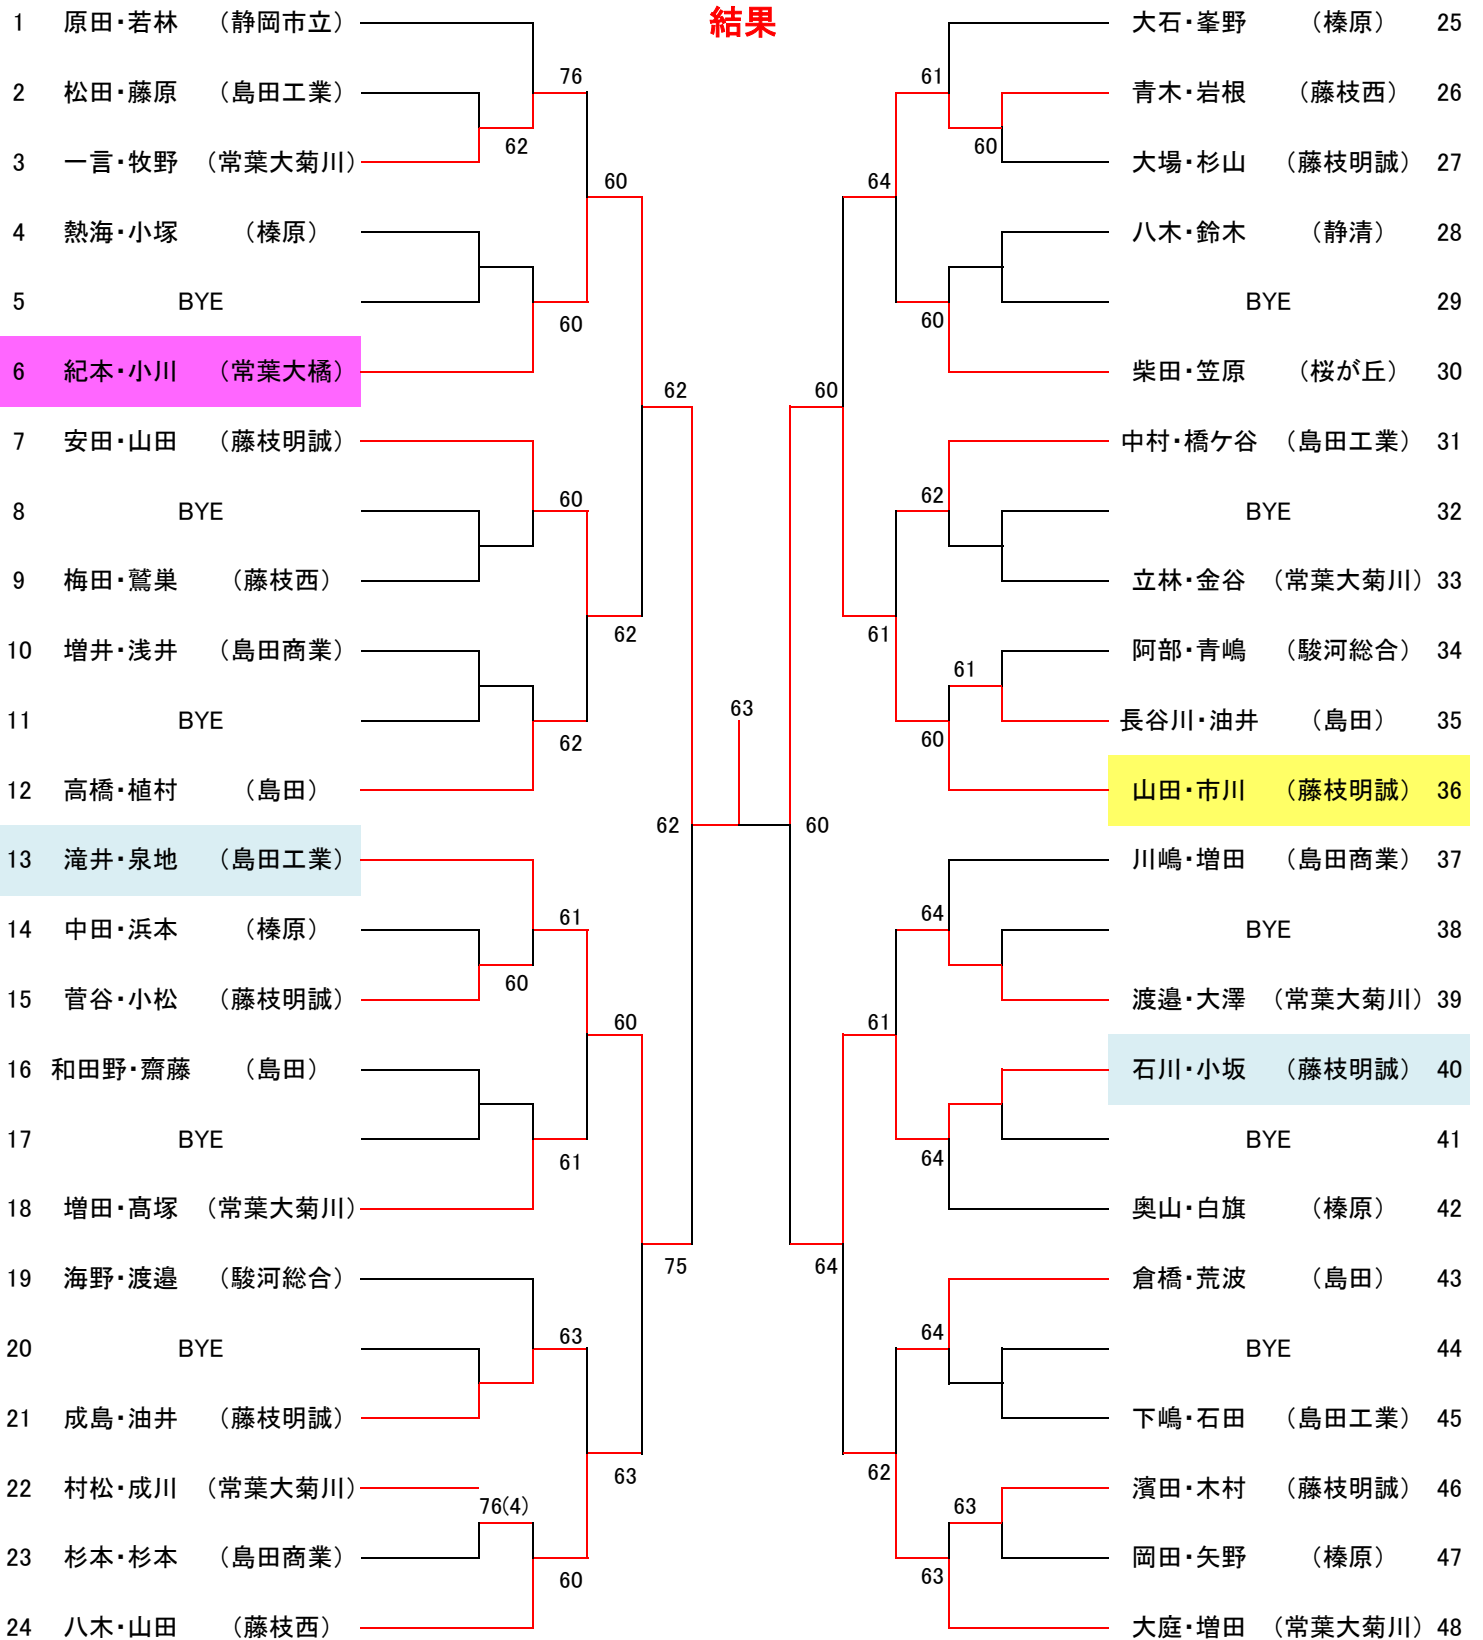 結果
1 原田・若林 （静岡市立）
2 松田・藤原 （島田工業）
3 一言・牧野 （常葉大菊川）
4 熱海・小塚 （榛原）
5 BYE
6 紀本・小川 （常葉大橘）
7 安田・山田 （藤枝明誠）
8 BYE
9 梅田・鷲巣 （藤枝西）
10 増井・浅井 （島田商業）
11 BYE
12 高橋・植村 （島田）
13 滝井・泉地 （島田工業）
14 中田・浜本 （榛原）
15 菅谷・小松 （藤枝明誠）
16 和田野・齋藤 （島田）
17 BYE
18 増田・髙塚 （常葉大菊川）
19 海野・渡邉 （駿河総合）
20 BYE
21 成島・油井 （藤枝明誠）
22 村松・成川 （常葉大菊川）
23 杉本・杉本 （島田商業）
24 八木・山田 （藤枝西）
76
62
60
60
62
60
62
62
61
60
60
61
75
63
63
76(4)
60
62
63
60
61
60
64
60
60
62
61
61
60
64
61
64
64
64
62
63
63
大石・峯野 （榛原） 25
青木・岩根 （藤枝西） 26
大場・杉山 （藤枝明誠） 27
八木・鈴木 （静清） 28
BYE 29
柴田・笠原 （桜が丘） 30
中村・橋ケ谷 （島田工業） 31
BYE 32
立林・金谷 （常葉大菊川） 33
阿部・青嶋 （駿河総合） 34
長谷川・油井 （島田） 35
山田・市川 （藤枝明誠） 36
川嶋・増田 （島田商業） 37
BYE 38
渡邉・大澤 （常葉大菊川） 39
石川・小坂 （藤枝明誠） 40
BYE 41
奥山・白旗 （榛原） 42
倉橋・荒波 （島田） 43
BYE 44
下嶋・石田 （島田工業） 45
濱田・木村 （藤枝明誠） 46
岡田・矢野 （榛原） 47
大庭・増田 （常葉大菊川） 48